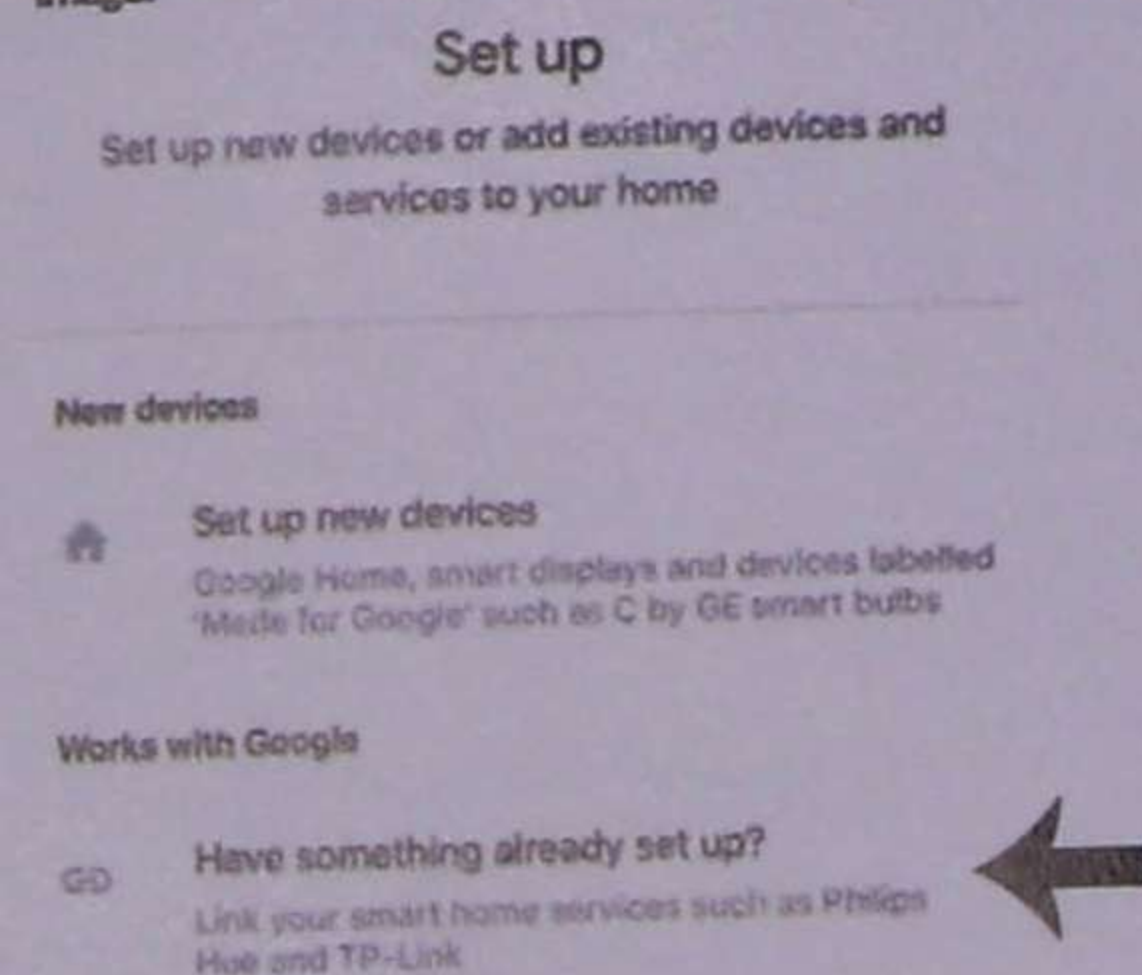 Set up
Set up new devices or add existing devices and
services to your home
New devices
Set up new devices
Google Home, smart displays and devices labelled
'Made for Google' such as C by GE smart bulbs
Works with Google
Have something already set up?
Link your smart home services such as Philips
Hue and TP-Link